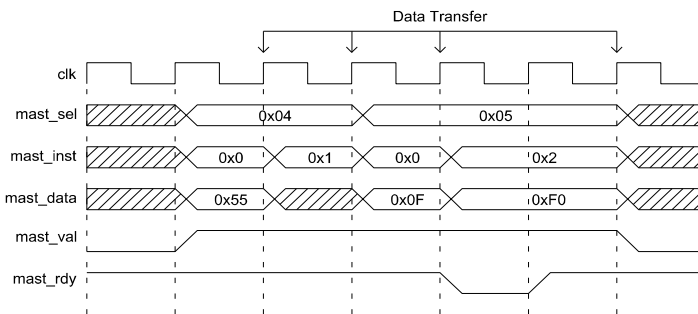 Data Transfer
clk
mast_sel 0x04 0x05
mast_inst 0x0 0x1 0x0 0x2
mast_data 0x55 0x0F 0xF0
mast_val
mast_rdy